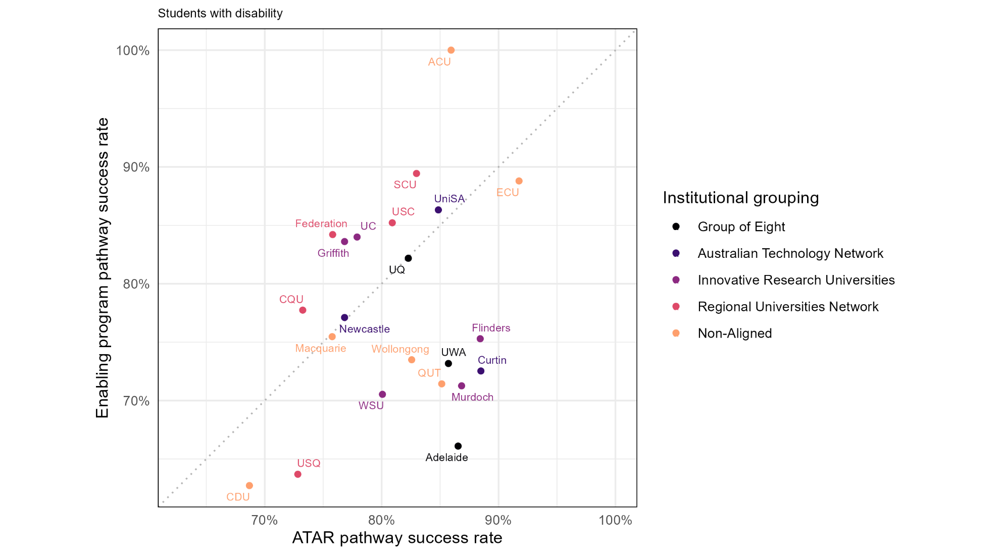 Students with disability
100%
90%
80%
70%
Enabling program pathway success rate
ACU
SCU
ECU
UniSA
USC
Federation
UC
Griffith
UQ
CQU
Newcastle
Flinders
Macquarie
Wollongong
UWA
Curtin
QUT
Murdoch
WSU
Adelaide
USQ
CDU
70%
80%
90%
100%
ATAR pathway success rate
Institutional grouping
Group of Eight
Australian Technology Network
Innovative Research Universities
Regional Universities Network
Non-Aligned